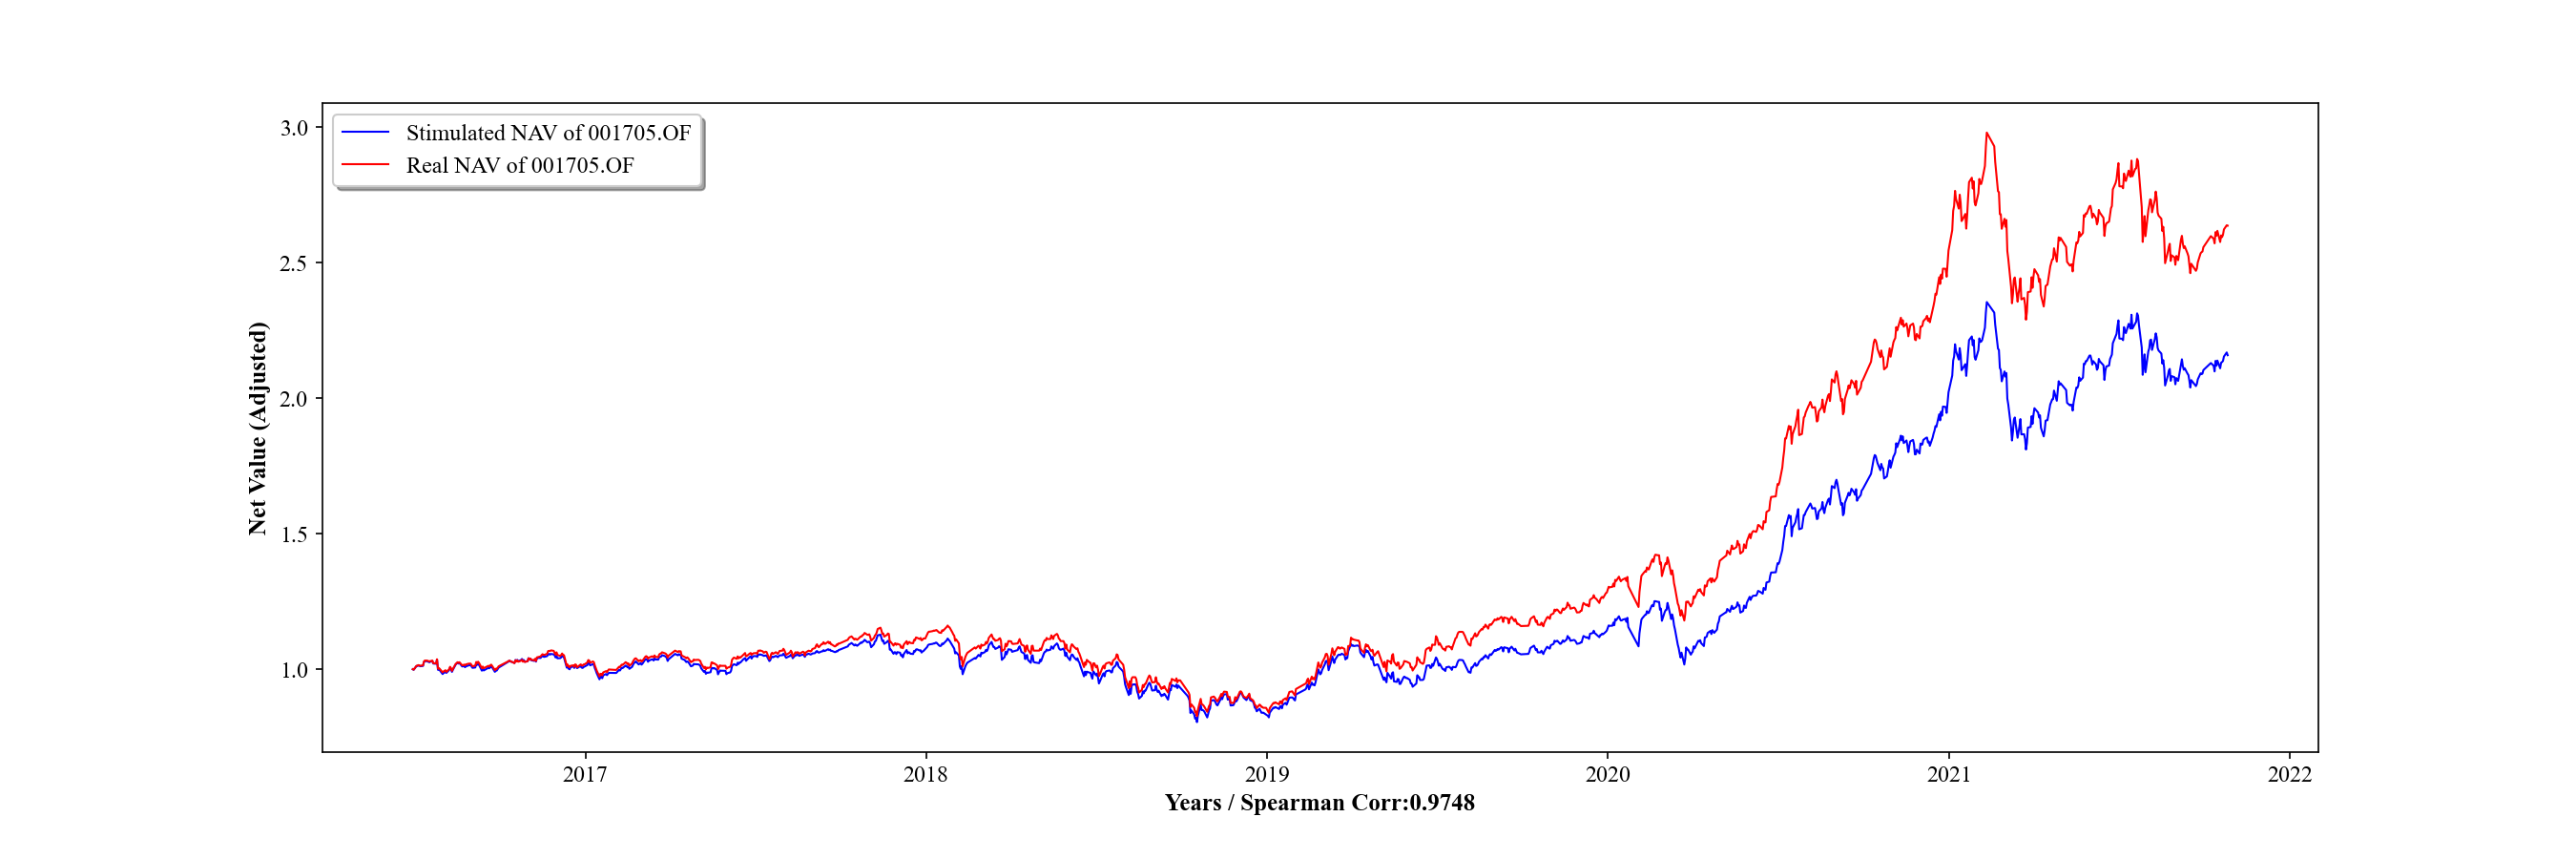 Stimulated NAV of 001705.OF
Real NAV of 001705.OF
3.0
2.5
2.0
1.5
1.0
Net Value (Adjusted)
2017 2018 2019 2020 2021 2022
Years / Spearman Corr:0.9748